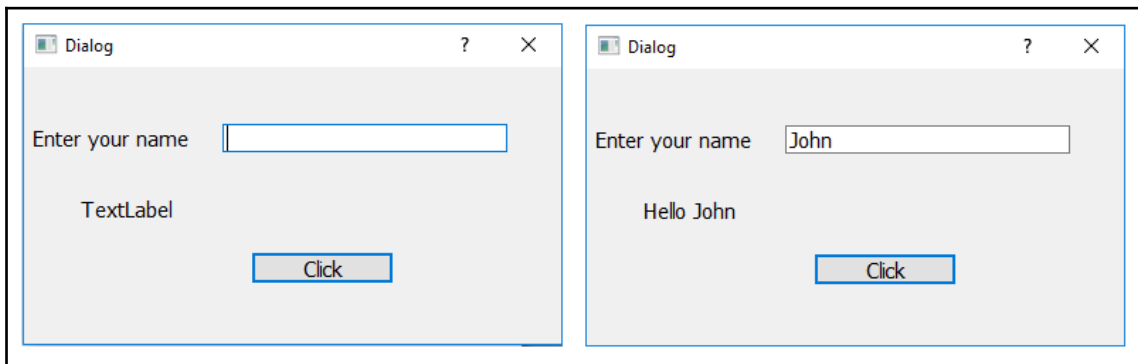 Dialog ?
Enter your name
TextLabel
Click
Dialog ?
Enter your name John
Hello John
Click